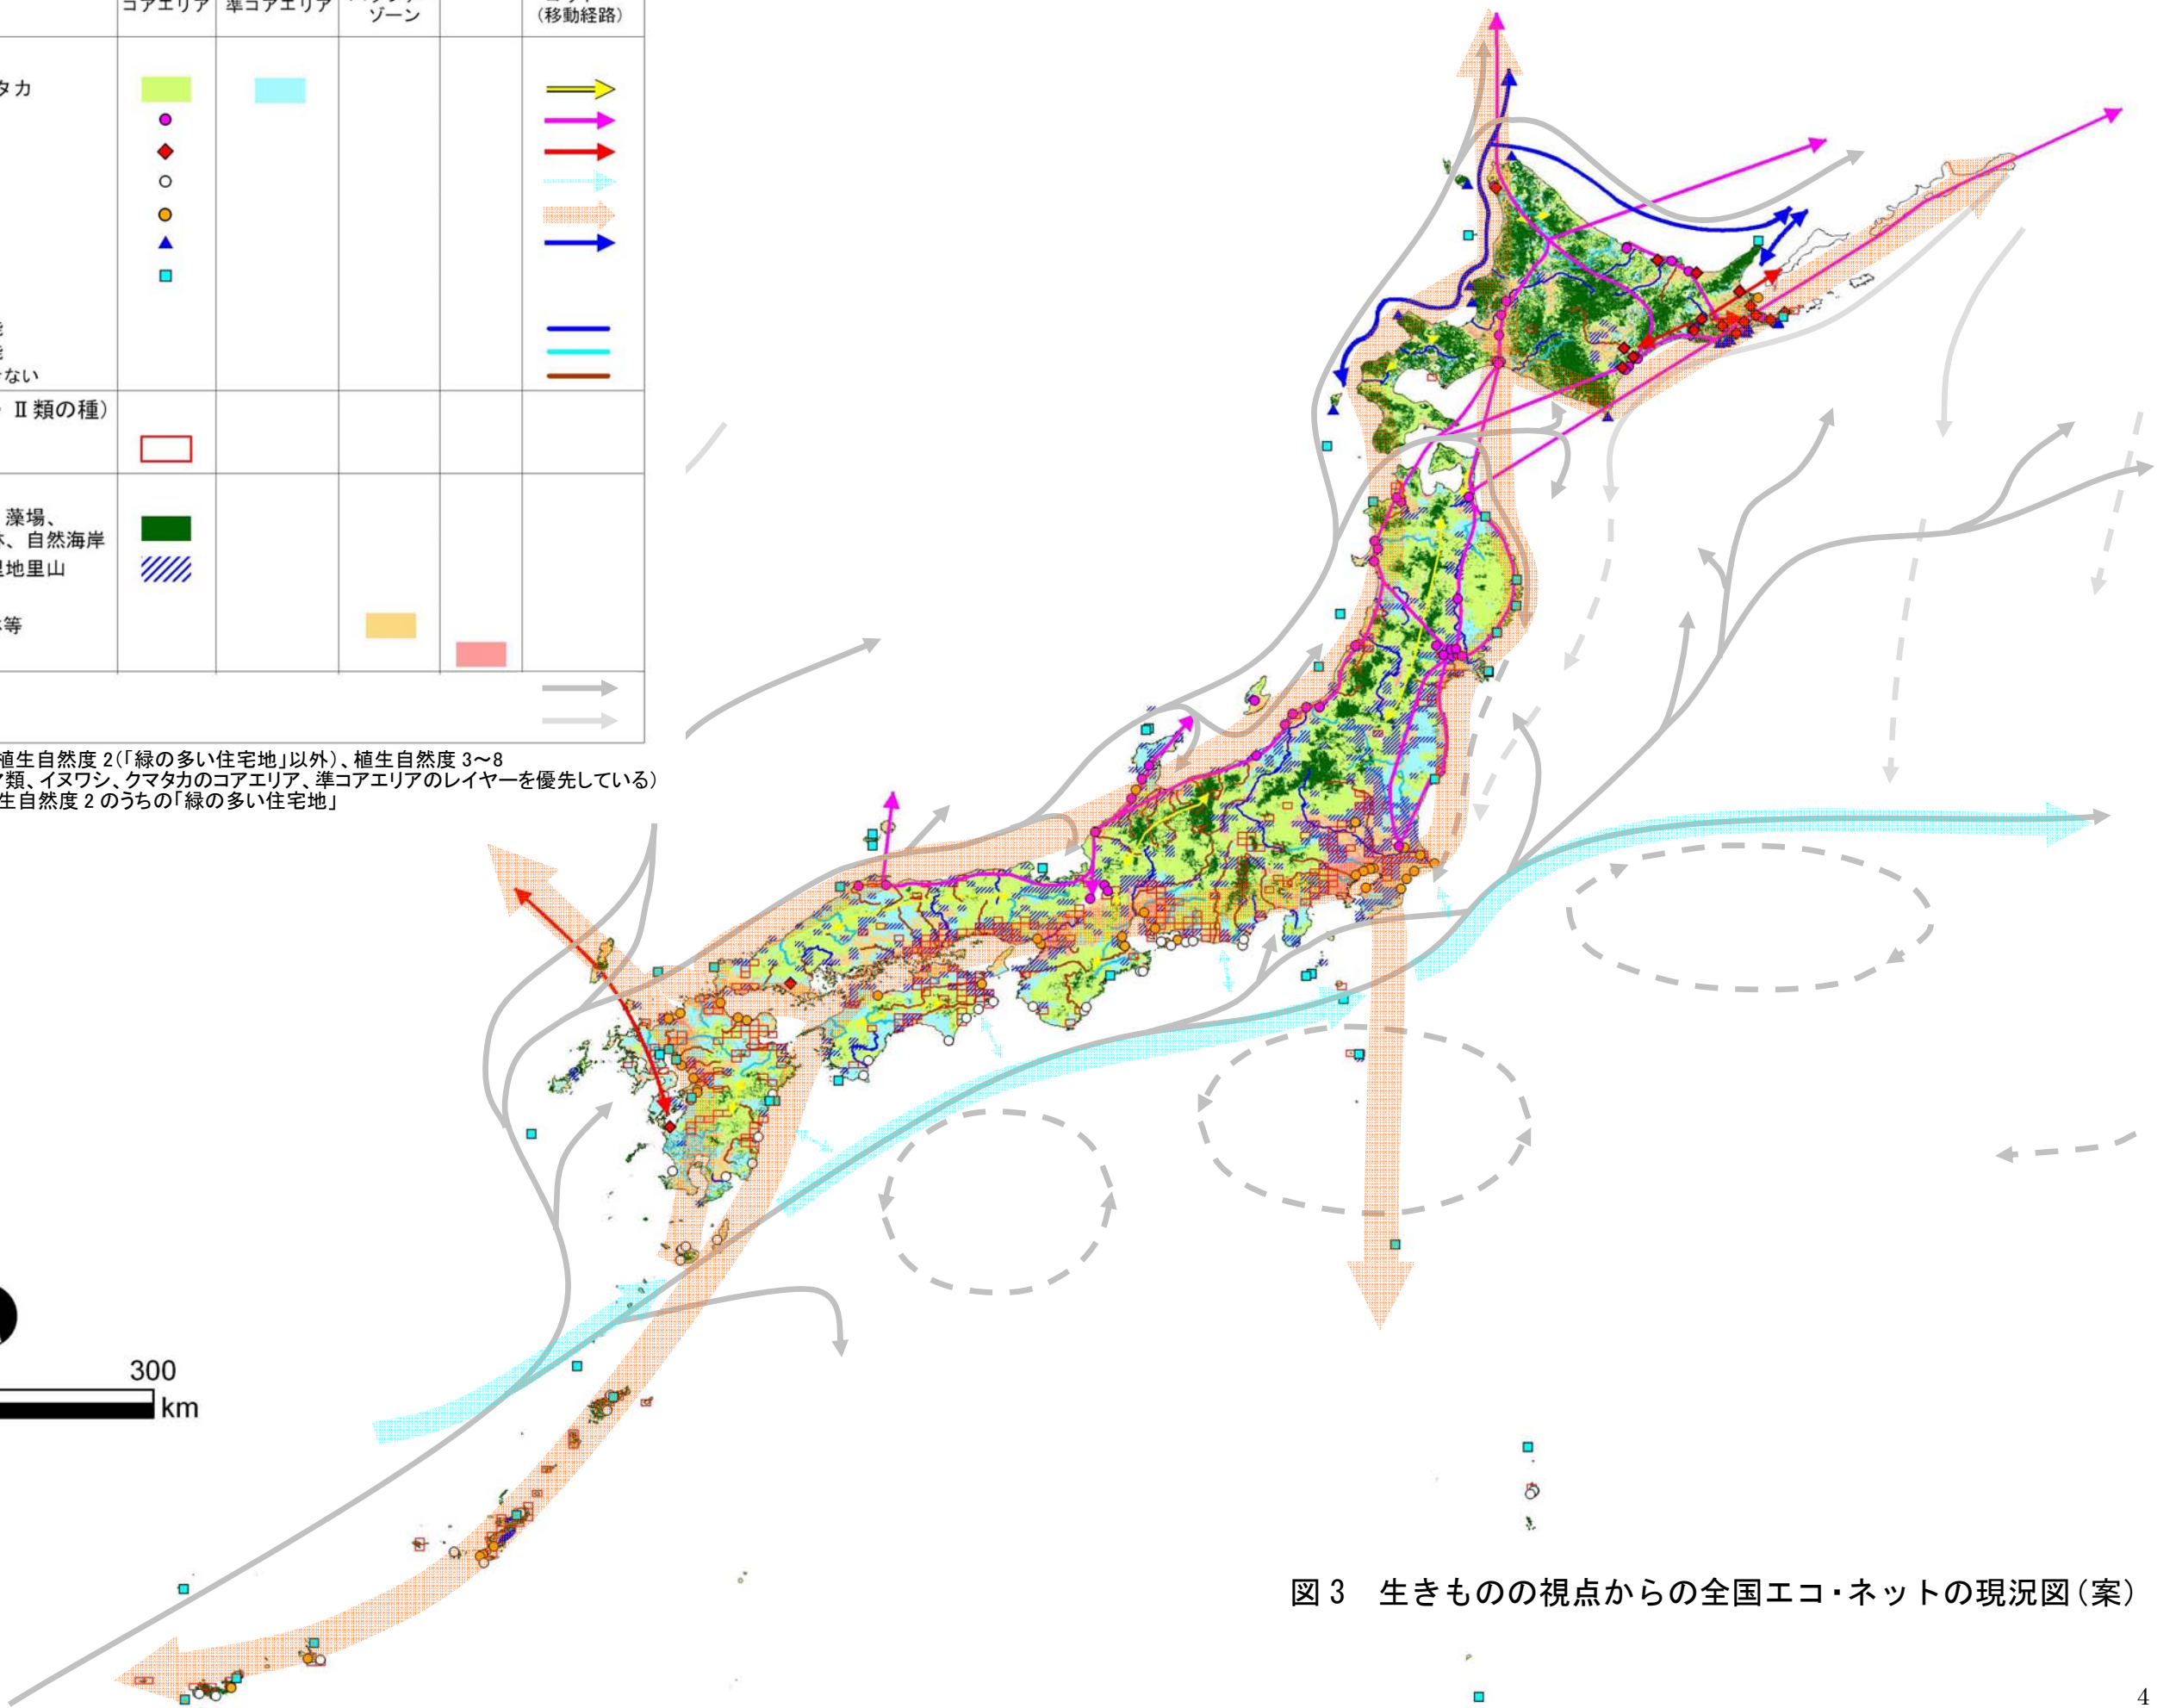 コアエリア 準コアエリア
ゾーン
(移動経路)
タカ
ない
Ⅱ類の種)
藻場、
、自然海岸
里地里山
等
植生自然度2(「緑の多い住宅地」以外)、植生自然度3~8
類、イヌワシ、クマタカのコアエリア、準コアエリアのレイヤーを優先している)
生自然度2のうちの「緑の多い住宅地」
300
km
図3 生きものの視点からの全国エコ・ネットの現況図(案)
4